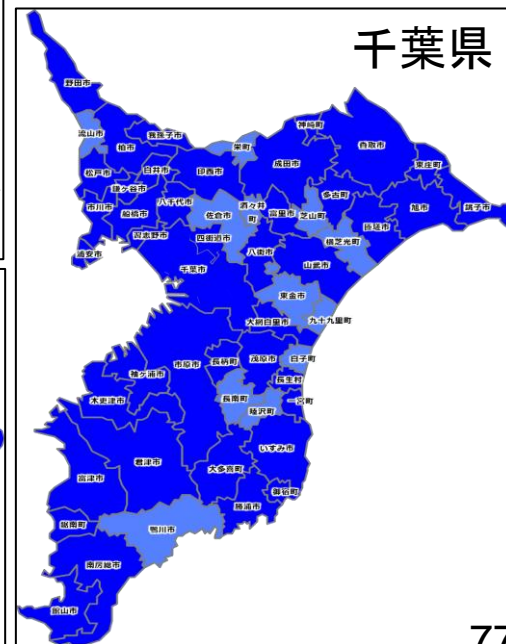 千葉県
野田市
流山市
柏市
我孫子市
栄町
神崎町
香取市
東庄町
松戸市
白井市
印西市
成田市
鎌ヶ谷市
多古町
市川市
船橋市
八千代市
佐倉市
酒々井町
富里市
芝山町
匝瑳市
旭市
銚子市
習志野市
四街道市
横芝光町
浦安市
八街市
千葉市
山武市
東金市
大網白里市
九十九里町
市原市
長柄町
茂原市
白子町
袖ヶ浦市
長生村
木更津市
長南町
睦沢町
一宮町
君津市
大多喜町
いすみ市
富津市
御宿町
勝浦市
鋸南町
鴨川市
南房総市
館山市
77